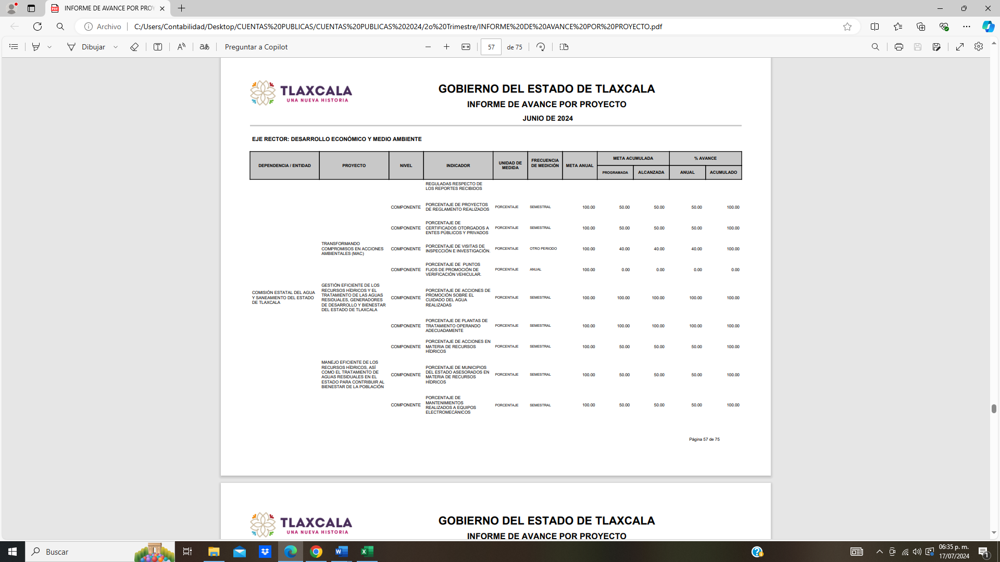 INFORME DE AVANCE POR PROY
Archivo
C:/Users/Contabilidad/Desktop/CUENTAS%20PUBLICAS/CUENTAS%20PUBLICAS%202024/2o%20Trimestre/INFORME%20DE%20AVANCE%20POR%20PROYECTO.pdf
Dibujar
aあ
Preguntar a Copilot
57 de 75
TLAXCALA
UNA NUEVA HISTORIA
GOBIERNO DEL ESTADO DE TLAXCALA
INFORME DE AVANCE POR PROYECTO
JUNIO DE 2024
EJE RECTOR: DESARROLLO ECONÓMICO Y MEDIO AMBIENTE
DEPENDENCIA / ENTIDAD
PROYECTO
NIVEL
INDICADOR
UNIDAD DE
MEDIDA
FRECUENCIA
DE MEDICIÓN
META ANUAL
META ACUMULADA
PROGRAMADA
ALCANZADA
% AVANCE
ANUAL
ACUMULADO
REGULADAS RESPECTO DE
LOS REPORTES RECIBIDOS
COMPONENTE
PORCENTAJE DE PROYECTOS
DE REGLAMENTO REALIZADOS
PORCENTAJE SEMESTRAL 100.00 50.00 50.00 50.00 100.00
COMPONENTE
PORCENTAJE DE
CERTIFICADOS OTORGADOS A
ENTES PÚBLICOS Y PRIVADOS
PORCENTAJE SEMESTRAL 100.00 50.00 50.00 50.00 100.00
TRANSFORMANDO
COMPROMISOS EN ACCIONES
AMBIENTALES (MAC)
COMPONENTE
PORCENTAJE DE VISITAS DE
INSPECCIÓN E INVESTIGACIÓN.
PORCENTAJE OTRO PERIODO 100.00 40.00 40.00 40.00 100.00
COMPONENTE
PORCENTAJE DE PUNTOS
FIJOS DE PROMOCIÓN DE
VERIFICACIÓN VEHICULAR.
PORCENTAJE ANUAL 100.00 0.00 0.00 0.00 0.00
COMISIÓN ESTATAL DEL AGUA
Y SANEAMIENTO DEL ESTADO
DE TLAXCALA
GESTIÓN EFICIENTE DE LOS
RECURSOS HÍDRICOS Y EL
TRATAMIENTO DE LAS AGUAS
RESIDUALES, GENERADORES
DE DESARROLLO Y BIENESTAR
DEL ESTADO DE TLAXCALA
COMPONENTE
PORCENTAJE DE ACCIONES DE
PROMOCIÓN SOBRE EL
CUIDADO DEL AGUA
REALIZADAS
PORCENTAJE SEMESTRAL 100.00 100.00 100.00 100.00 100.00
COMPONENTE
PORCENTAJE DE PLANTAS DE
TRATAMIENTO OPERANDO
ADECUADAMENTE
PORCENTAJE SEMESTRAL 100.00 100.00 100.00 100.00 100.00
COMPONENTE
PORCENTAJE DE ACCIONES EN
MATERIA DE RECURSOS
HÍDRICOS
PORCENTAJE SEMESTRAL 100.00 50.00 50.00 50.00 100.00
MANEJO EFICIENTE DE LOS
RECURSOS HÍDRICOS, ASÍ
COMO EL TRATAMIENTO DE
AGUAS RESIDUALES EN EL
ESTADO PARA CONTRIBUIR AL
BIENESTAR DE LA POBLACIÓN
COMPONENTE
PORCENTAJE DE MUNICIPIOS
DEL ESTADO ASESORADOS EN
MATERIA DE RECURSOS
HÍDRICOS
PORCENTAJE SEMESTRAL 100.00 50.00 50.00 50.00 100.00
COMPONENTE
PORCENTAJE DE
MANTENIMIENTOS
REALIZADOS A EQUIPOS
ELECTROMECÁNICOS
PORCENTAJE SEMESTRAL 100.00 50.00 50.00 50.00 100.00
Página 57 de 75
TLAXCALA
UNA NUEVA HISTORIA
GOBIERNO DEL ESTADO DE TLAXCALA
INFORME DE AVANCE POR PROYECTO
Buscar
06:35 p. m.
17/07/2024
1